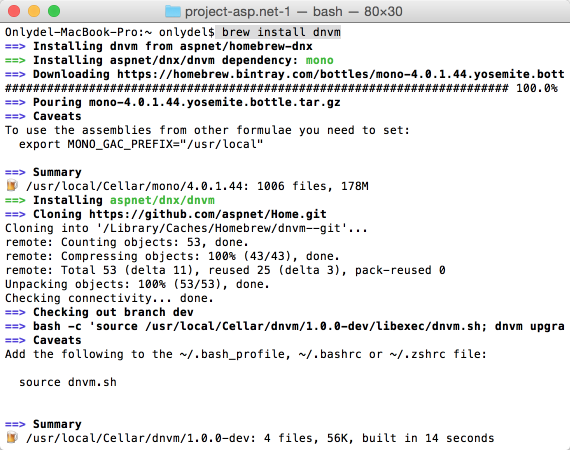 project-asp.net-1 — bash — 80×30
Onlydel-MacBook-Pro:~ onlydel$ brew install dnvm
==> Installing dnvm from aspnet/homebrew-dnx
==> Installing aspnet/dnx/dnvm dependency: mono
==> Downloading https://homebrew.bintray.com/bottles/mono-4.0.1.44.yosemite.bott
######################################################################## 100.0%
==> Pouring mono-4.0.1.44.yosemite.bottle.tar.gz
==> Caveats
To use the assemblies from other formulae you need to set:
  export MONO_GAC_PREFIX="/usr/local"
==> Summary
🍺 /usr/local/Cellar/mono/4.0.1.44: 1006 files, 178M
==> Installing aspnet/dnx/dnvm
==> Cloning https://github.com/aspnet/Home.git
Cloning into '/Library/Caches/Homebrew/dnvm--git'...
remote: Counting objects: 53, done.
remote: Compressing objects: 100% (43/43), done.
remote: Total 53 (delta 11), reused 25 (delta 3), pack-reused 0
Unpacking objects: 100% (53/53), done.
Checking connectivity... done.
==> Checking out branch dev
==> bash -c 'source /usr/local/Cellar/dnvm/1.0.0-dev/libexec/dnvm.sh; dnvm upgra
==> Caveats
Add the following to the ~/.bash_profile, ~/.bashrc or ~/.zshrc file:
  source dnvm.sh
==> Summary
🍺 /usr/local/Cellar/dnvm/1.0.0-dev: 4 files, 56K, built in 14 seconds